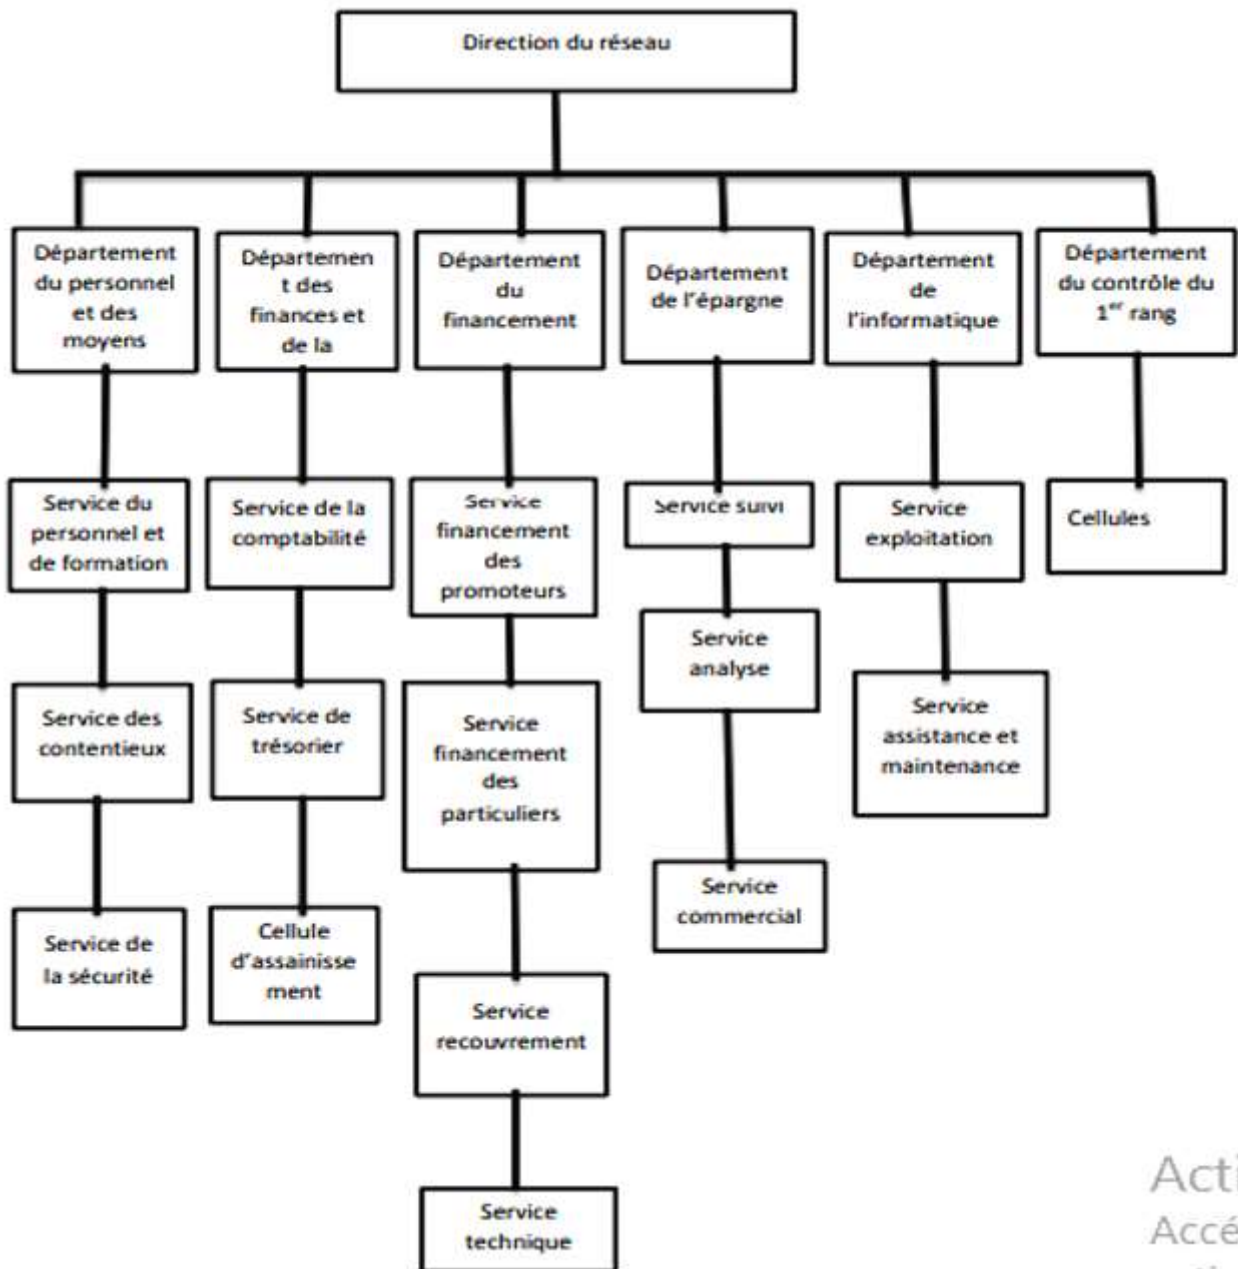 Direction du réseau
Département
du personnel
et des
moyens
Départemen
t des
finances et
de la
Département
du
financement
Département
de l'épargne
Département
de
l'informatique
Département
du contrôle du
1er rang
Service du
personnel et
de formation
Service de la
comptabilité
Service
financement
des
promoteurs
Service suivi
Service
exploitation
Cellules
Service
analyse
Service des
contentieux
Service de
trésorier
Service
financement
des
particuliers
Service
assistance et
maintenance
Service
commercial
Service de
la sécurité
Cellule
d'assainisse
ment
Service
recouvrement
Service
technique
Acti
Accé